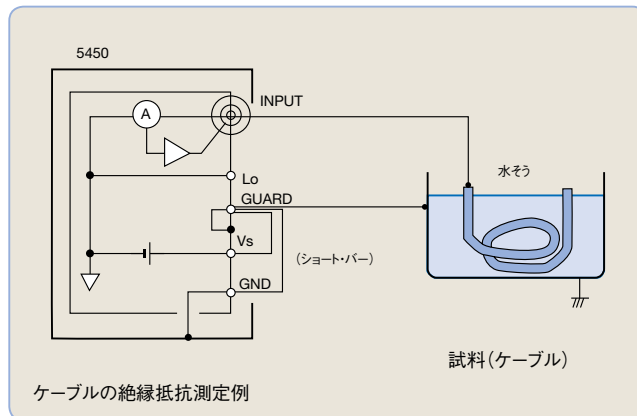 5450
INPUT
A
Lo
GUARD
Vs
(ショート・バー)
GND
水そう
試料(ケーブル)
ケーブルの絶縁抵抗測定例